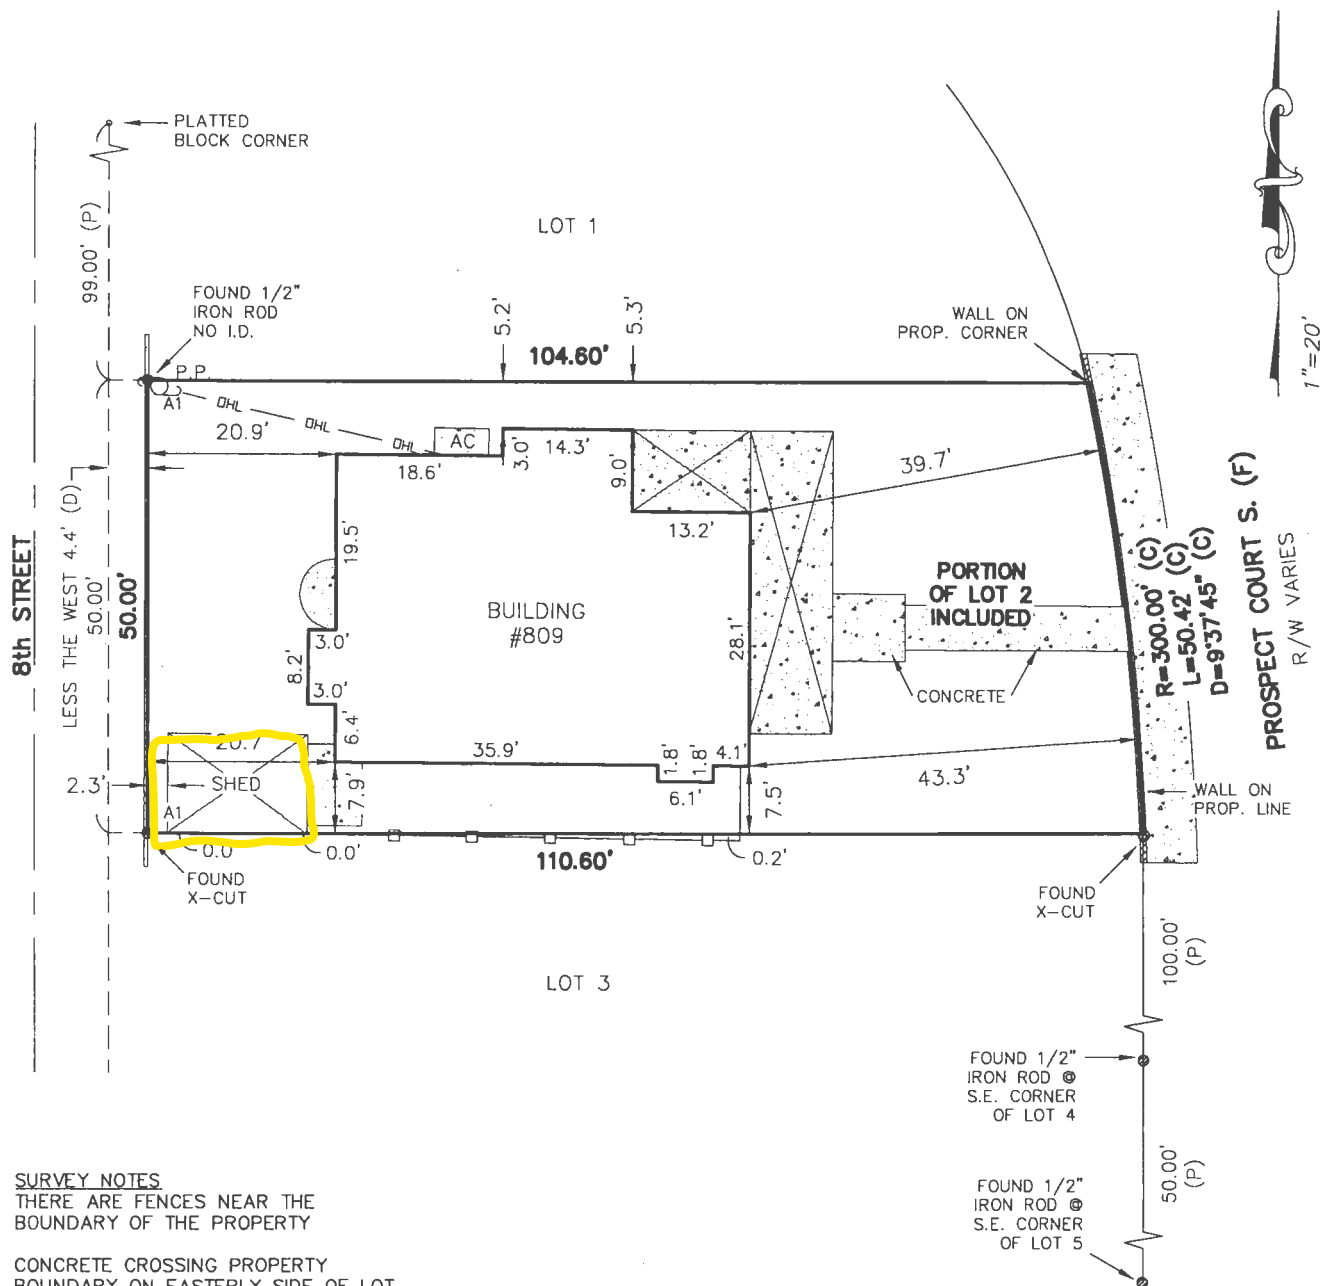 PLATTED
BLOCK CORNER
99.00' (P)
LOT 1
FOUND 1/2"
IRON ROD
NO I.D.
P.P.
A1
5.2'
5.3'
104.60'
WALL ON
PROP. CORNER
1"=20'
OHL
OHL
OHL
AC
20.9'
18.6'
3.0'
14.3'
9.0'
13.2'
39.7'
8th STREET
LESS THE WEST 4.4' (D)
50.00'
50.00'
19.5'
BUILDING
#809
3.0'
8.2'
3.0'
6.4'
28.1'
PORTION
OF LOT 2
INCLUDED
CONCRETE
R=300.00' (C)
L=50.42' (C)
D=9°37'45" (C)
PROSPECT COURT S. (F)
R/W VARIES
20.7'
SHED
2.3'
A1
35.9'
1.8'
1.8'
4.1'
6.1'
7.9'
7.5'
43.3'
WALL ON
PROP. LINE
0.0'
0.0'
110.60'
0.2'
FOUND
X-CUT
FOUND
X-CUT
LOT 3
100.00'
(P)
FOUND 1/2"
IRON ROD @
S.E. CORNER
OF LOT 4
50.00'
(P)
FOUND 1/2"
IRON ROD @
S.E. CORNER
OF LOT 5
SURVEY NOTES
THERE ARE FENCES NEAR THE
BOUNDARY OF THE PROPERTY
CONCRETE CROSSING PROPERTY
BOUNDARY ON EASTERLY SIDE OF LOT